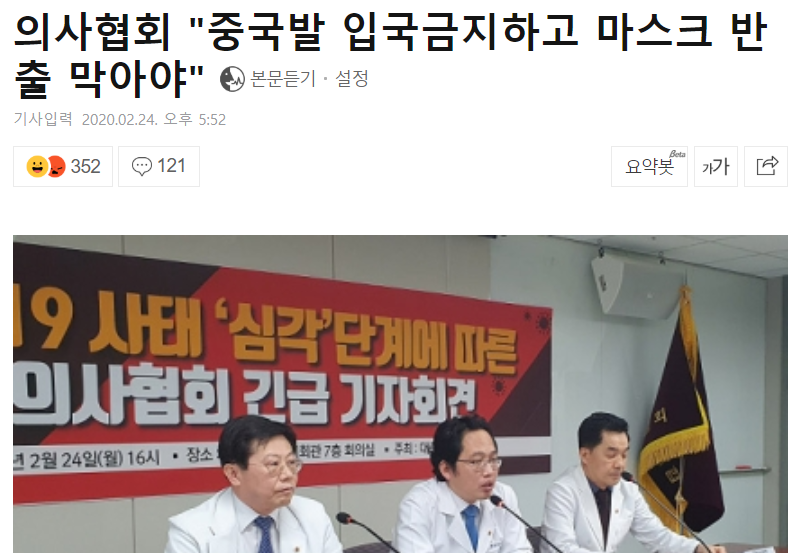 의사협회 "중국발 입국금지하고 마스크 반
출 막아야" 본문듣기 · 설정
기사입력 2020.02.24. 오후 5:52
352 121 요약봇 Beta 가가
19 사태 '심각'단계에 따른
의사협회 긴급 기자회견
년 2월 24일(월) 16시 • 장소 회관 7층 회의실 • 주최 : 대
회